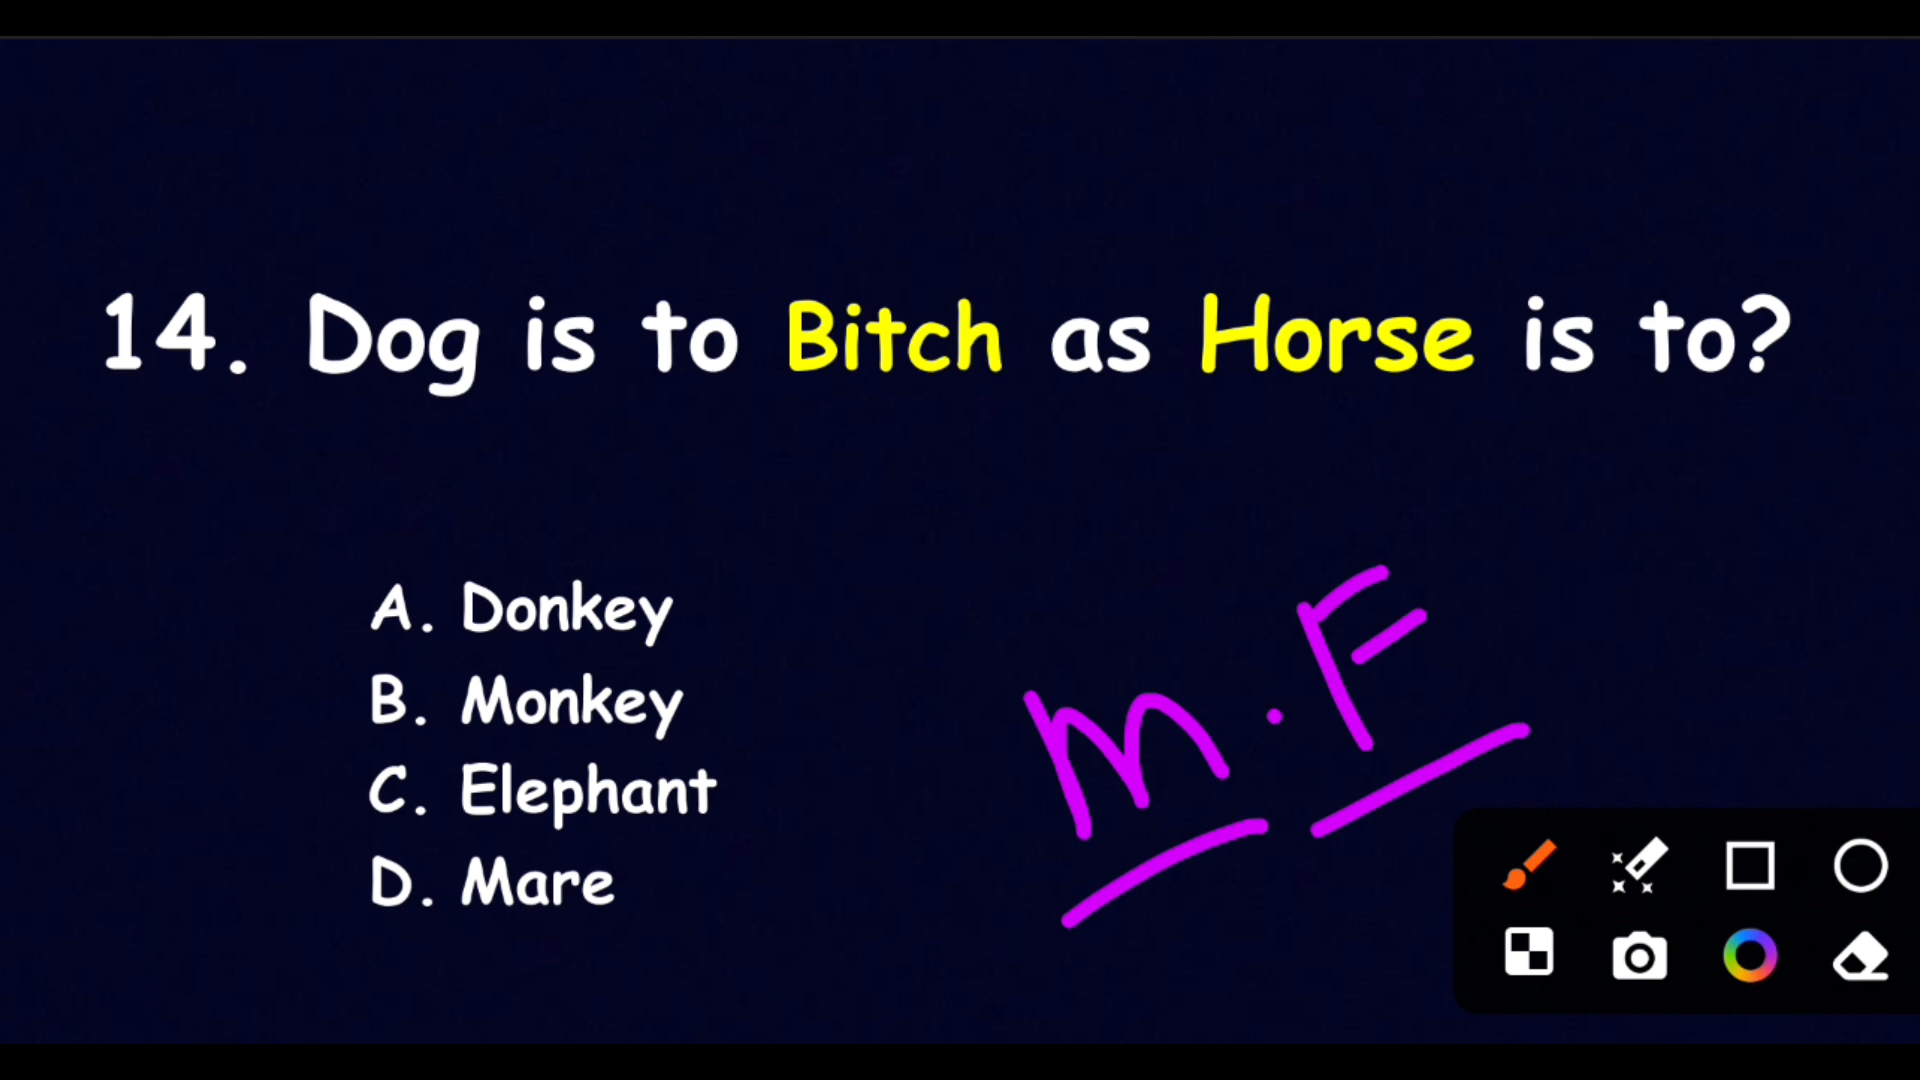 14. Dog is to Bitch as Horse is to?
A. Donkey
B. Monkey
C. Elephant
D. Mare
M.F